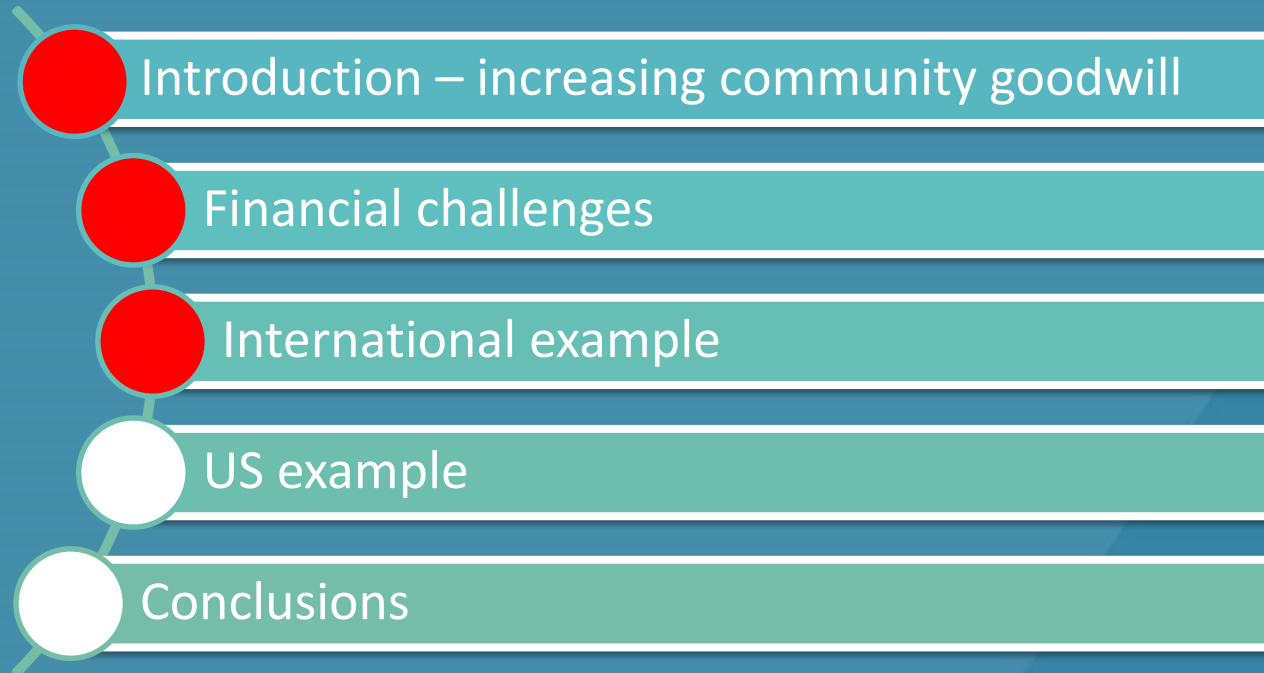 Introduction – increasing community goodwill
Financial challenges
International example
US example
Conclusions